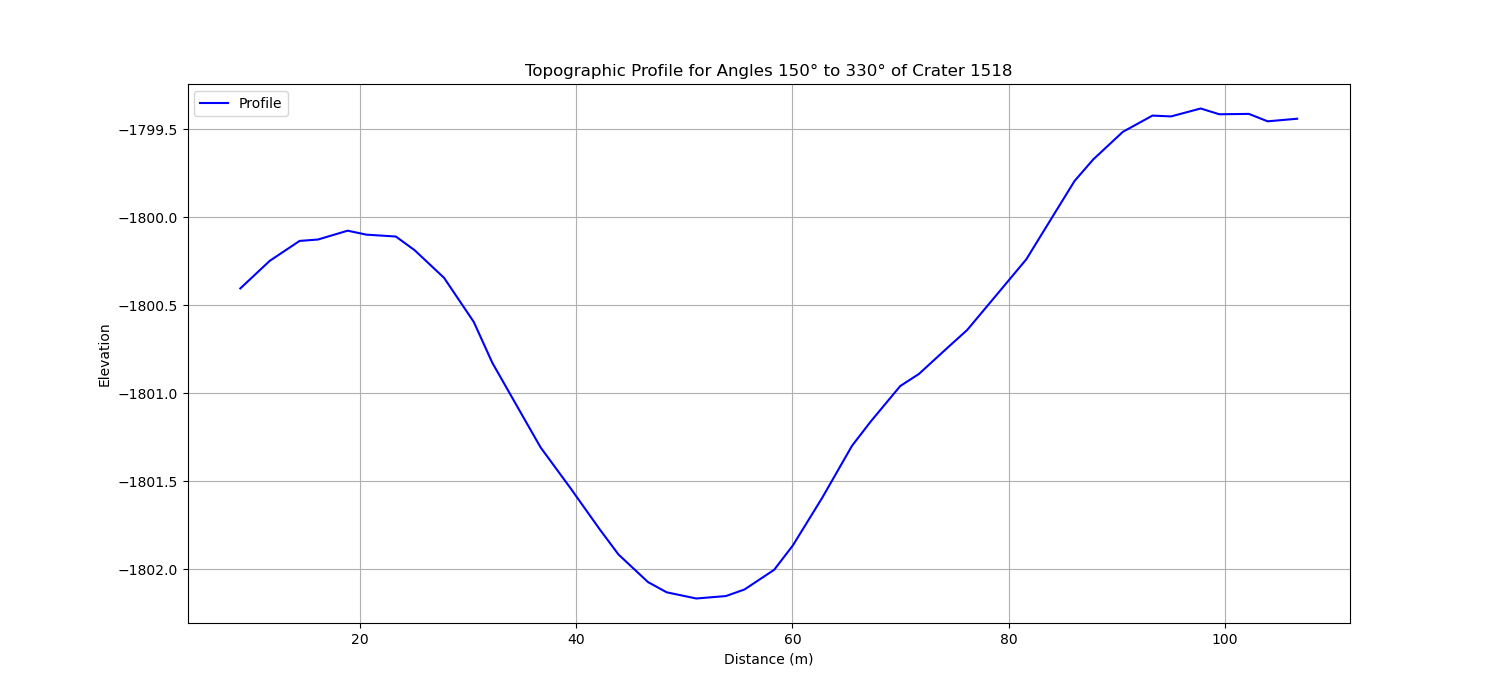 Topographic Profile for Angles 150° to 330° of Crater 1518
Profile
−1799.5
−1800.0
−1800.5
−1801.0
−1801.5
−1802.0
Elevation
20
40
60
80
100
Distance (m)